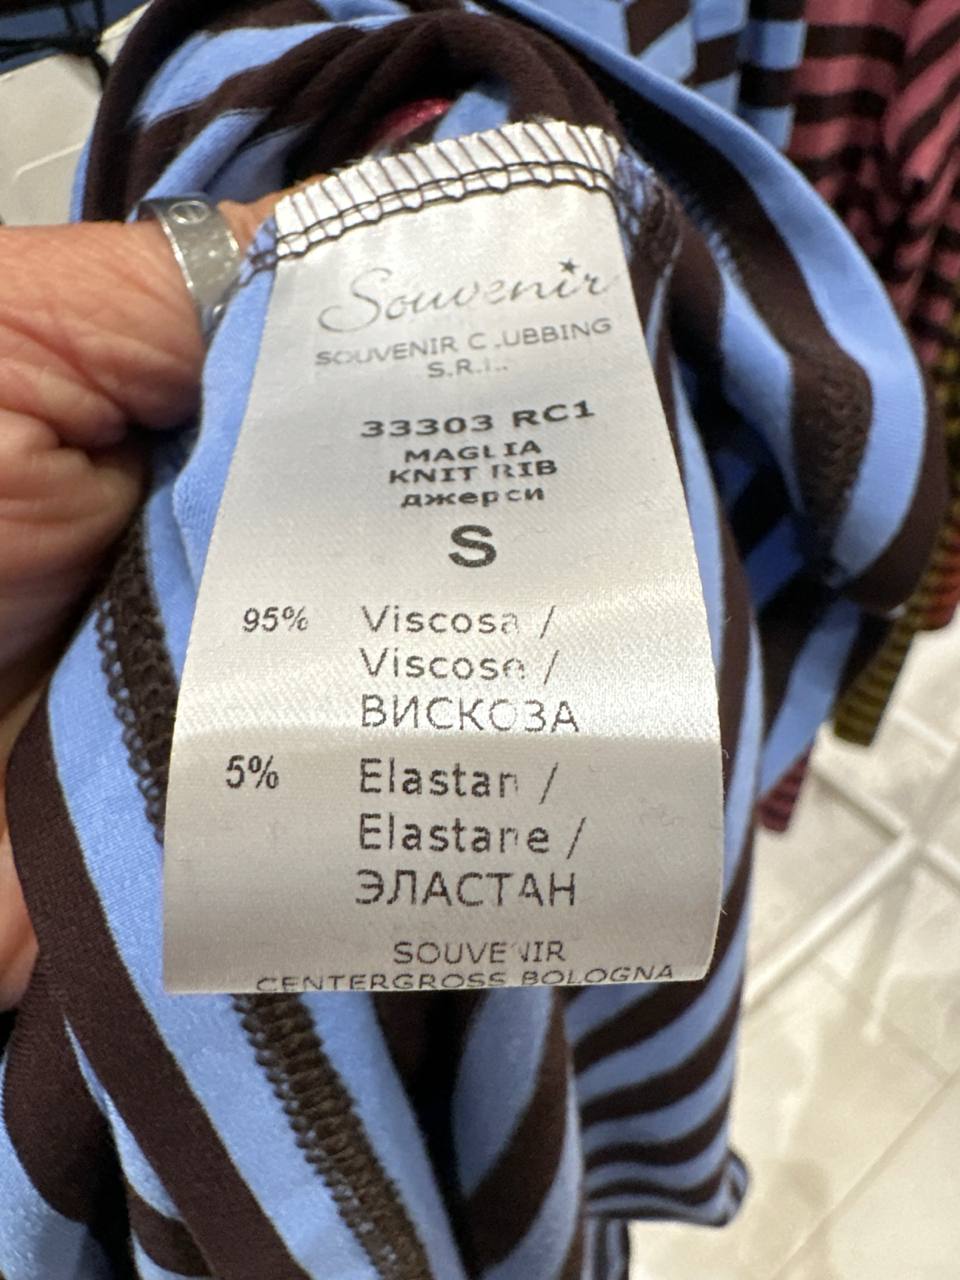 Souvenir
SOUVENIR CLUBBING
S.R.L.
33303 RC1
MAGLIA
KNIT RIB
джерси
S
95% Viscosa /
Viscose /
ВИСКОЗА
5% Elastan /
Elastane /
ЭЛАСТАН
SOUVENIR
CENTERGROSS BOLOGNA